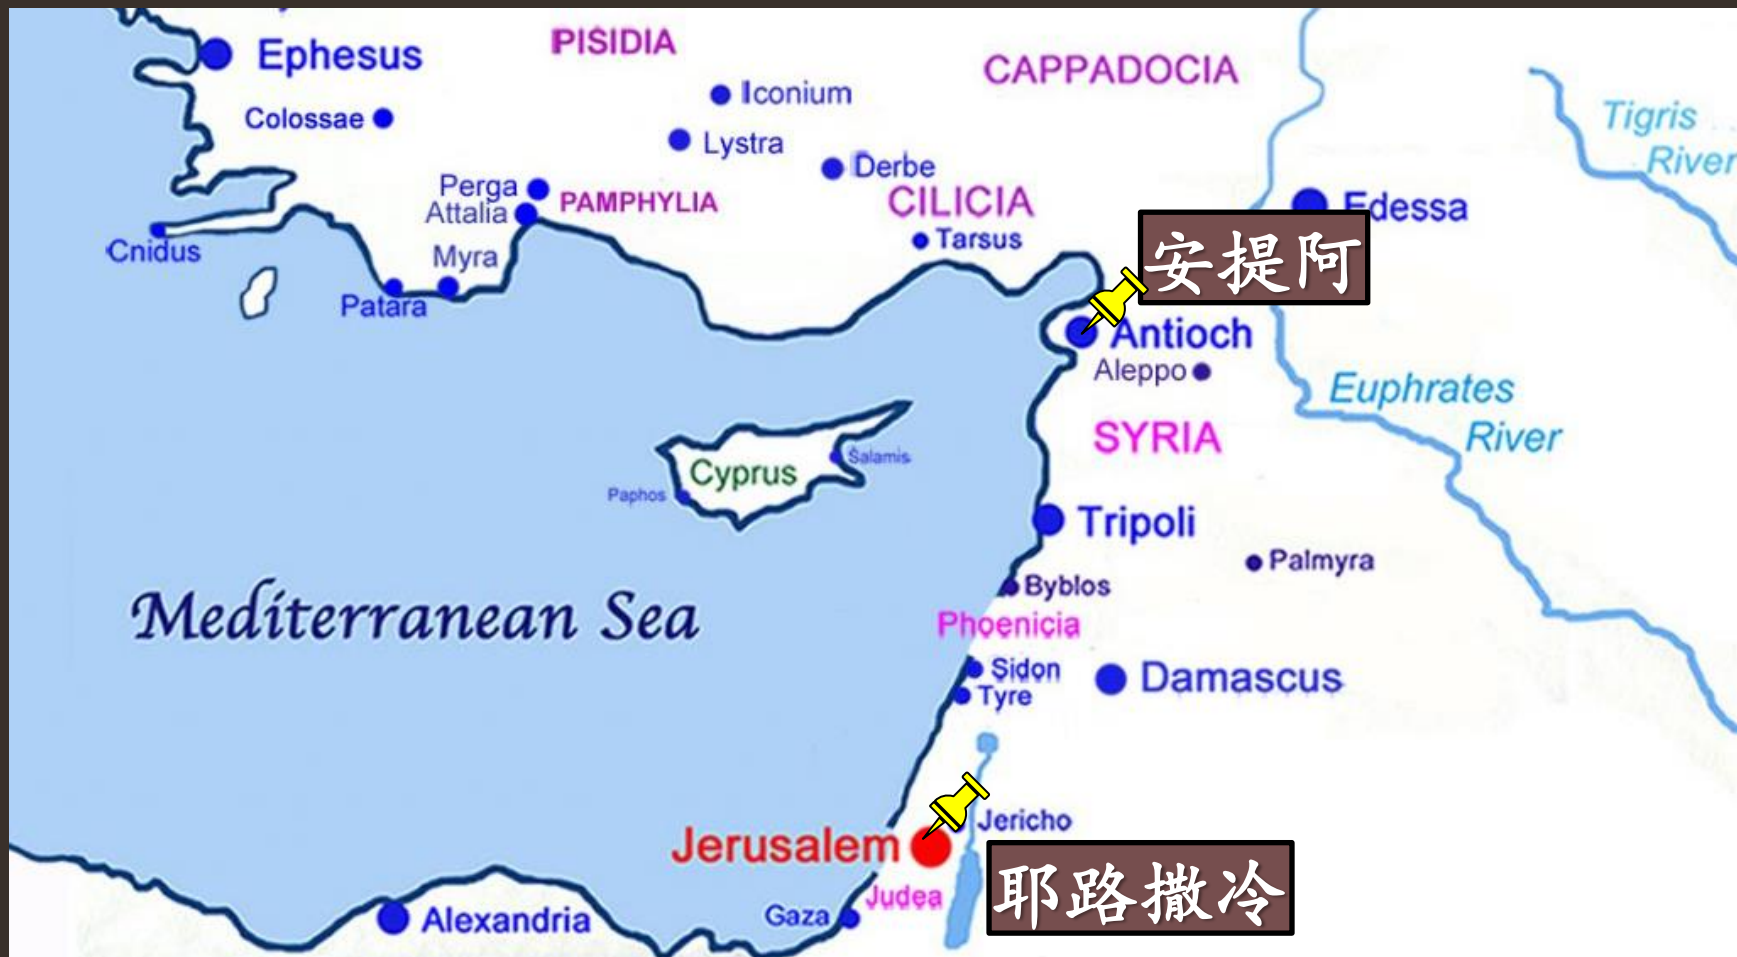 Ephesus
PISIDIA
CAPPADOCIA
Iconium
Colossae
Lystra
Tigris
River
Derbe
Perga
PAMPHYLIA
CILICIA
Attalia
Edessa
Tarsus
Cnidus
Myra
安提阿
Patara
Antioch
Aleppo
Euphrates
River
SYRIA
Cyprus
Salamis
Paphos
Tripoli
Palmyra
Byblos
Mediterranean Sea
Phoenicia
Sidon
Damascus
Tyre
Jericho
Jerusalem
耶路撒冷
Judea
Gaza
Alexandria